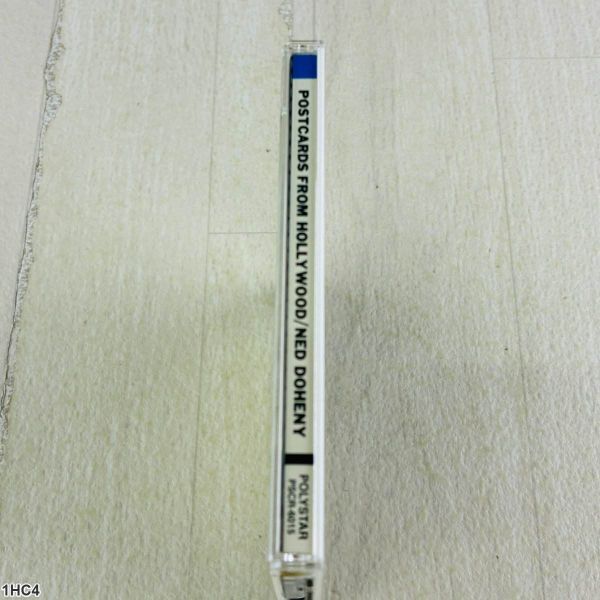 POSTCARDS FROM HOLLYWOOD/NED DOHENY
POLYSTAR
PSCR-6015
1HC4